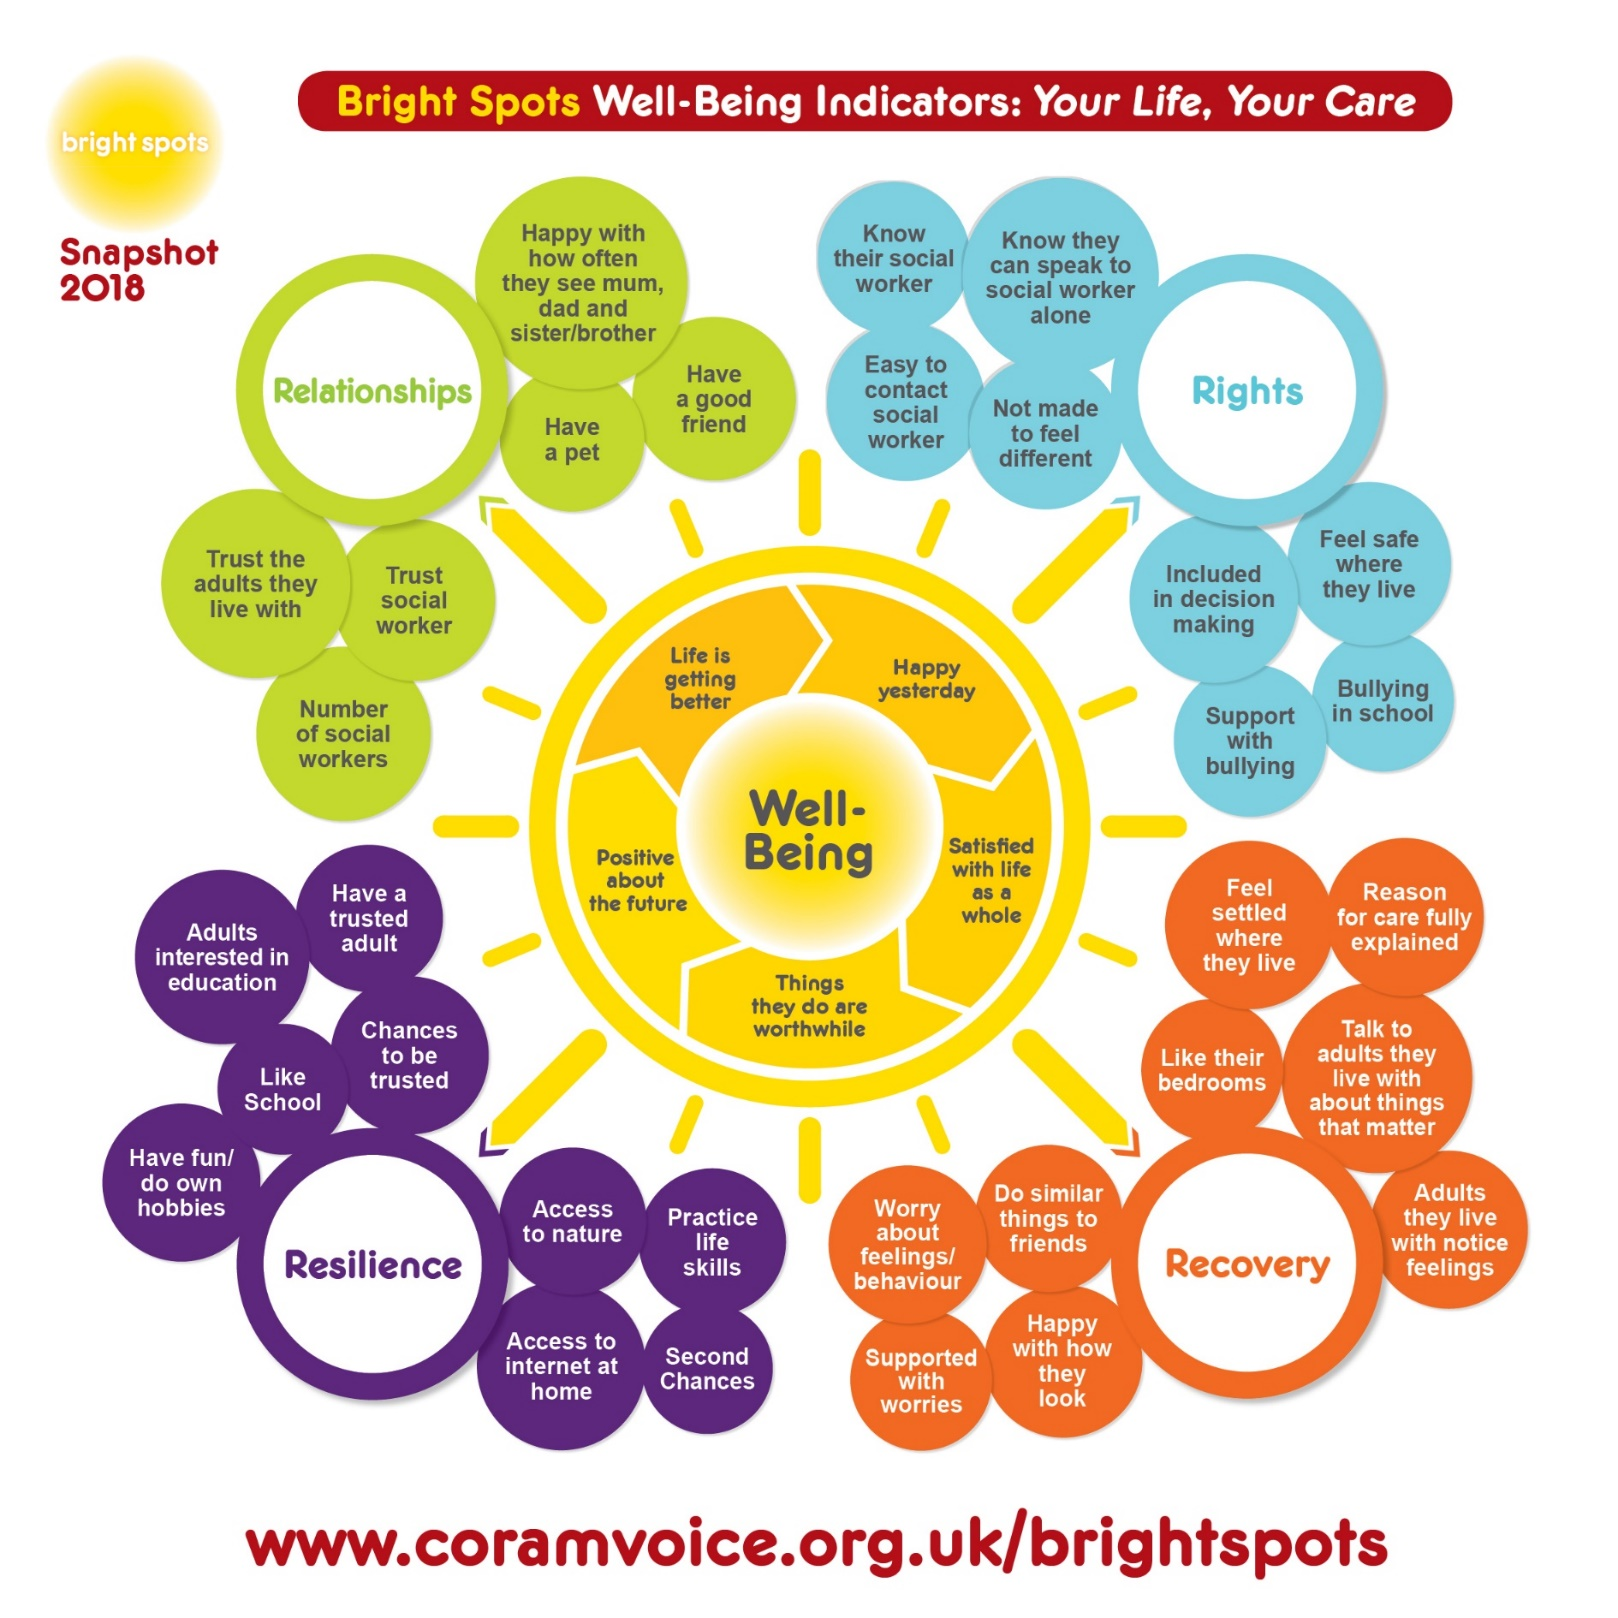 Bright Spots Well-Being Indicators: Your Life, Your Care
bright spots
Snapshot
2018
Relationships
Happy with
how often
they see mum,
dad and
sister/brother
Have
a good
friend
Have
a pet
Trust the
adults they
live with
Trust
social
worker
Number
of social
workers
Rights
Know
their social
worker
Know they
can speak to
social worker
alone
Easy to
contact
social
worker
Not made
to feel
different
Included
in decision
making
Feel safe
where
they live
Support
with
bullying
Bullying
in school
Well-
Being
Life is
getting
better
Happy
yesterday
Satisfied
with life
as a
whole
Things
they do are
worthwhile
Positive
about
the future
Resilience
Adults
interested in
education
Have a
trusted
adult
Chances
to be
trusted
Like
School
Have fun/
do own
hobbies
Access
to nature
Practice
life
skills
Access to
internet at
home
Second
Chances
Recovery
Feel
settled
where
they live
Reason
for care fully
explained
Like their
bedrooms
Talk to
adults they
live with
about things
that matter
Adults
they live
with notice
feelings
Worry
about
feelings/
behaviour
Do similar
things to
friends
Supported
with
worries
Happy
with how
they
look
www.coramvoice.org.uk/brightspots